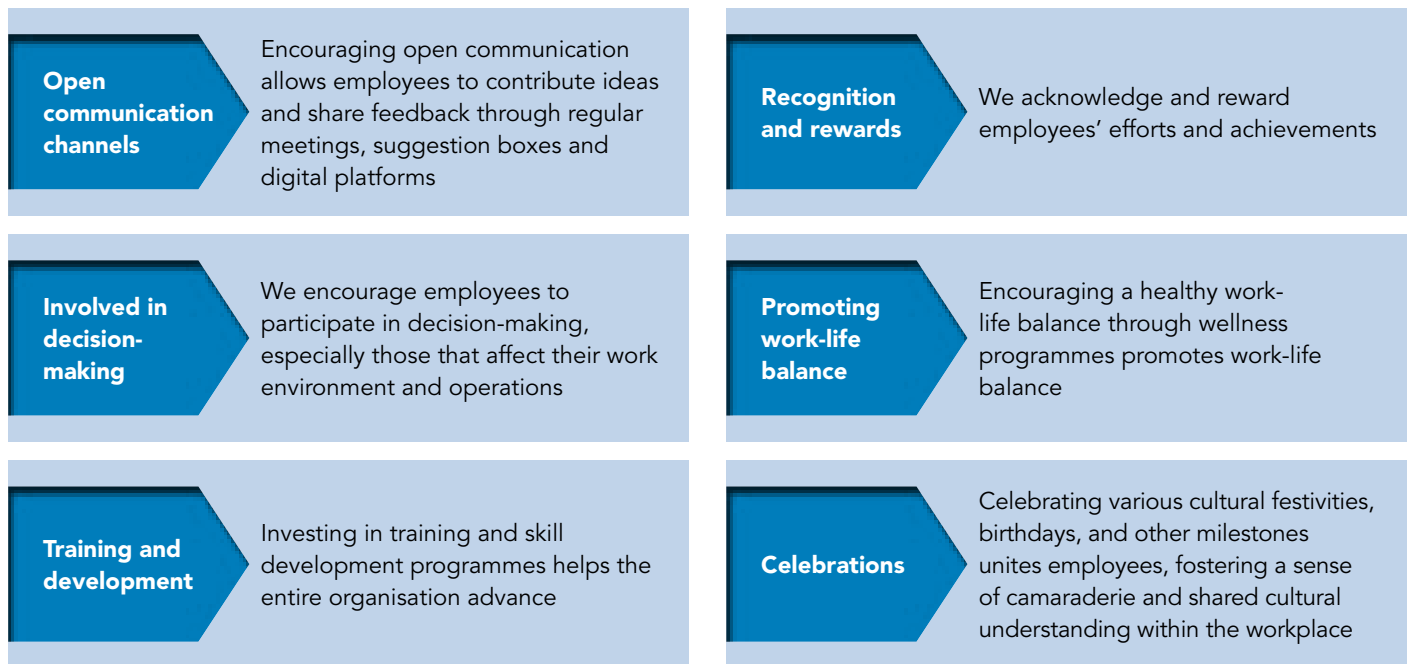 Open
communication
channels
Encouraging open communication
allows employees to contribute ideas
and share feedback through regular
meetings, suggestion boxes and
digital platforms
Recognition
and rewards
We acknowledge and reward
employees’ efforts and achievements
Involved in
decision-
making
We encourage employees to
participate in decision-making,
especially those that affect their work
environment and operations
Promoting
work-life
balance
Encouraging a healthy work-
life balance through wellness
programmes promotes work-life
balance
Training and
development
Investing in training and skill
development programmes helps the
entire organisation advance
Celebrations
Celebrating various cultural festivities,
birthdays, and other milestones
unites employees, fostering a sense
of camaraderie and shared cultural
understanding within the workplace